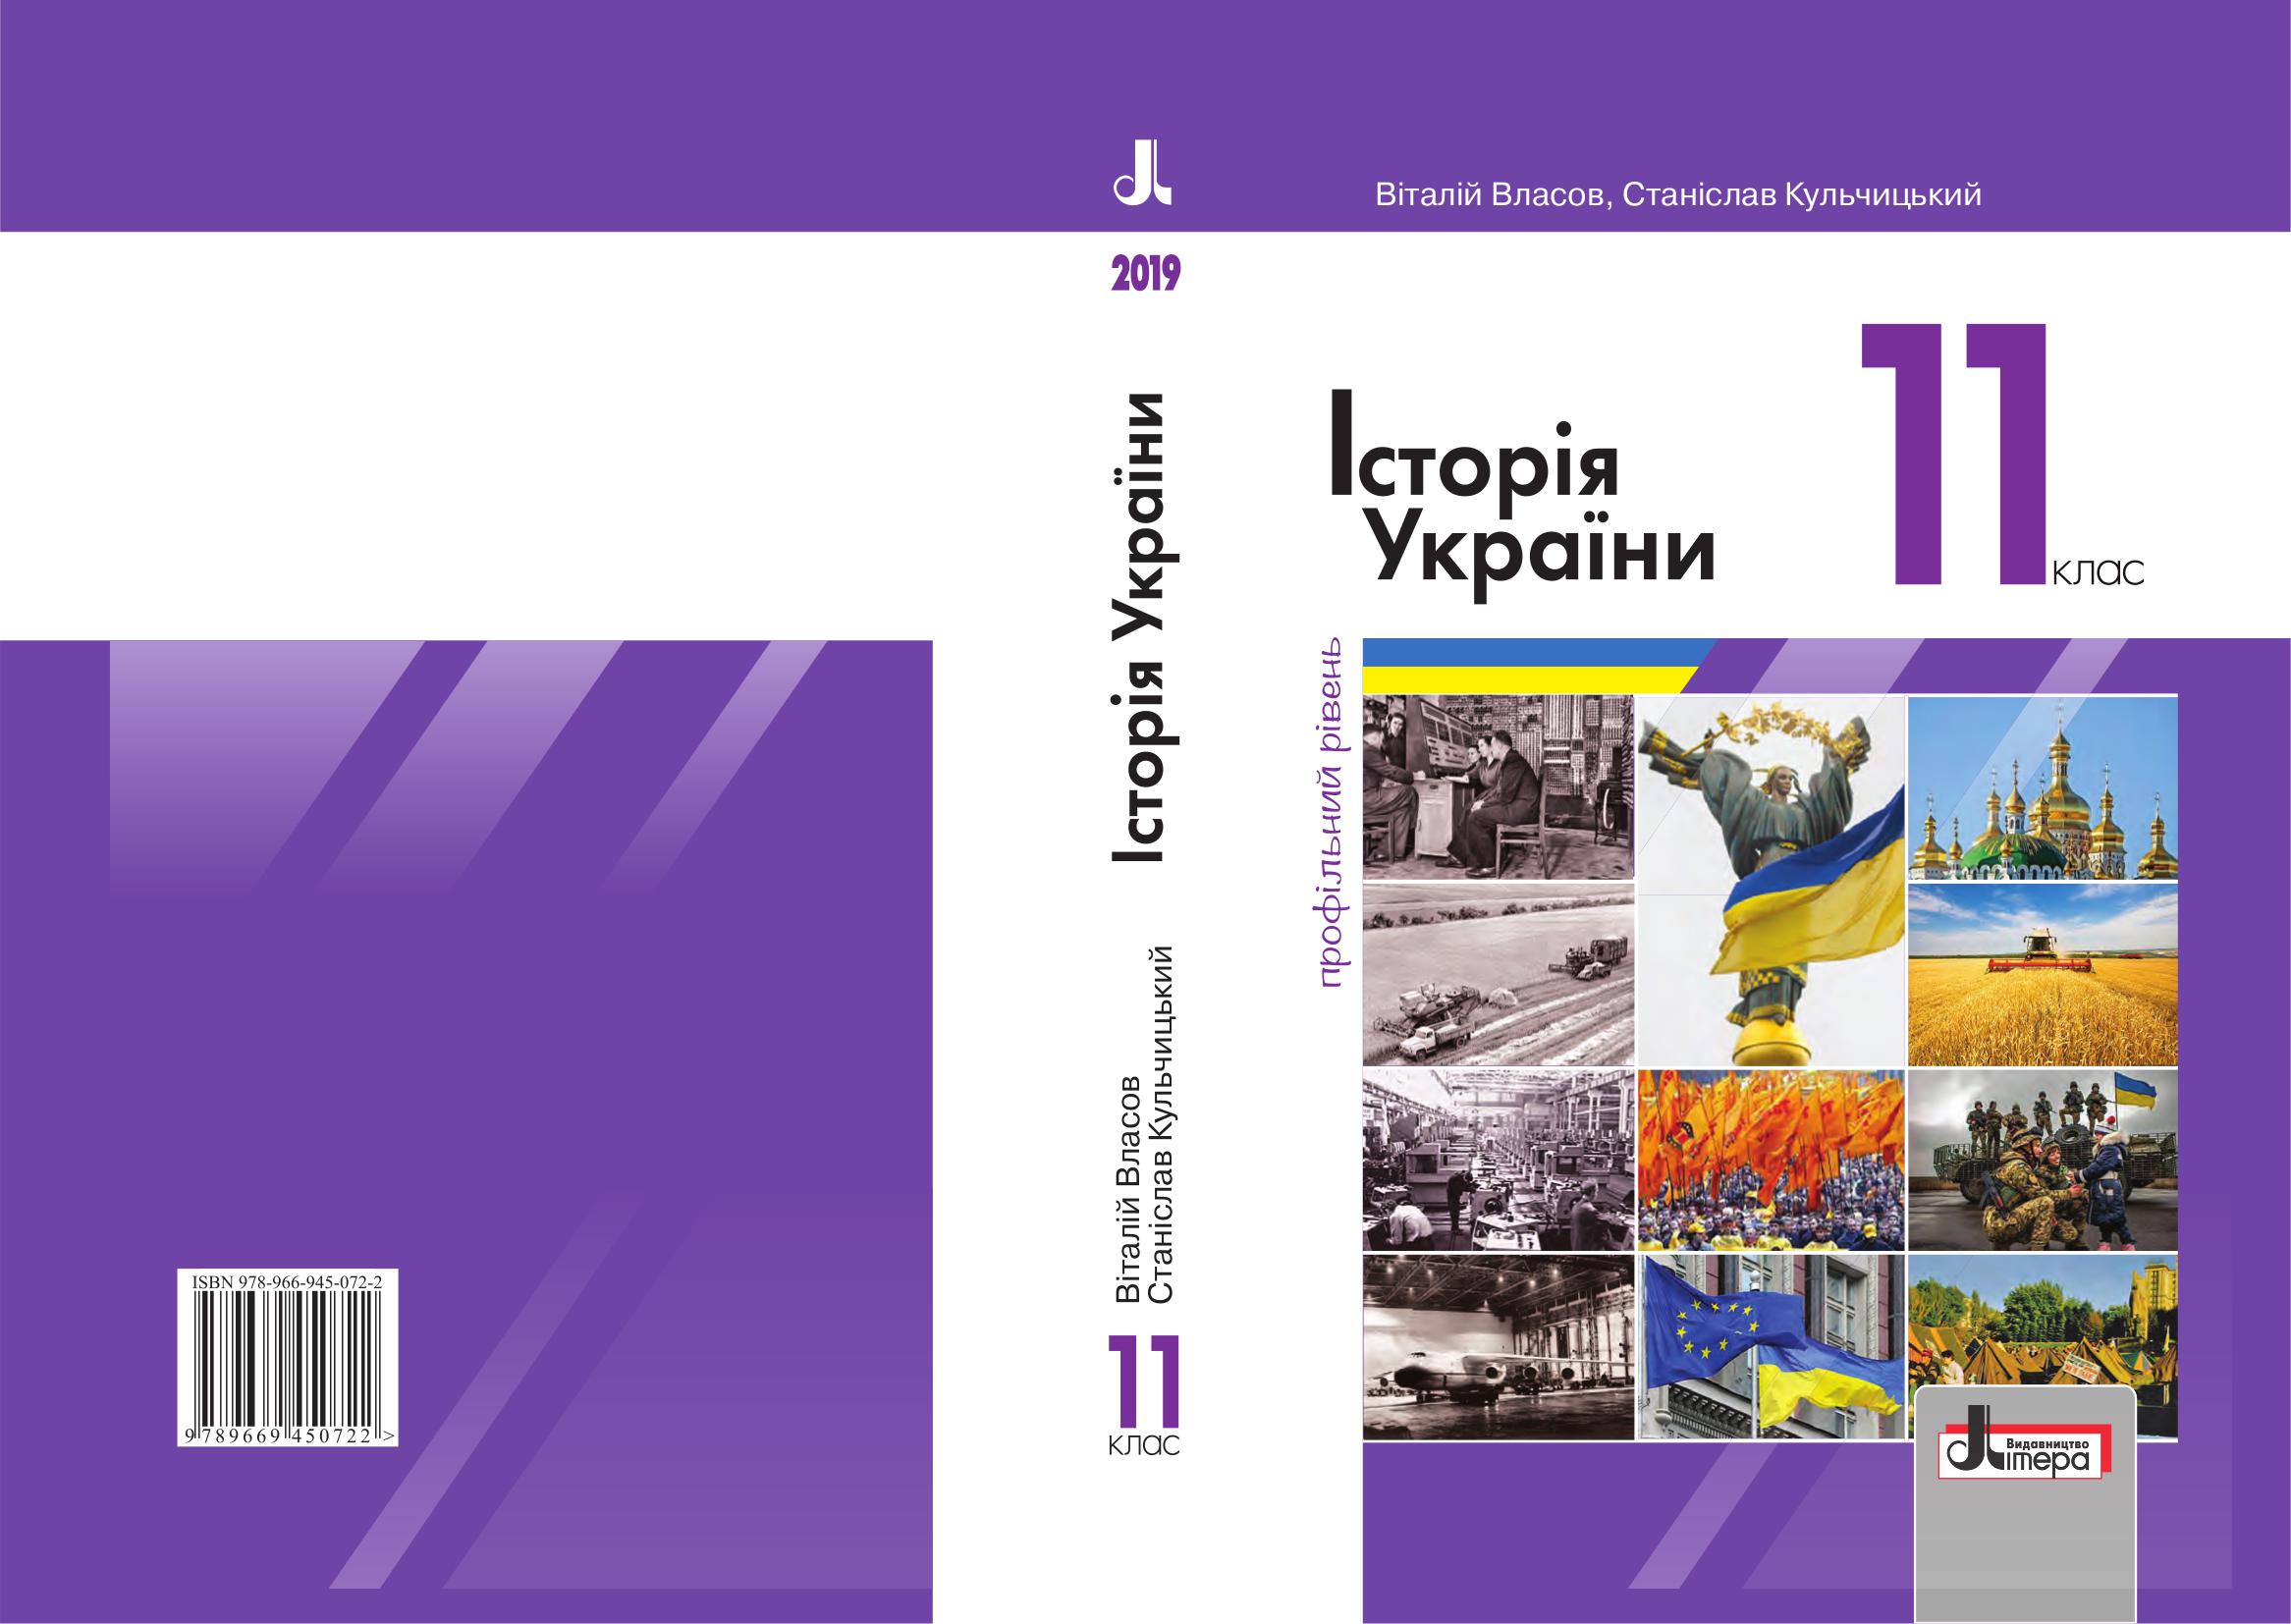 ISBN 978-966-945-072-2
9 789669 450722 >
2019
Історія України
Віталій Власов
Станіслав Кульчицький
11
клас
Віталій Власов, Станіслав Кульчицький
Історія
України
11
клас
профільний рівень
Видавництво
Літера